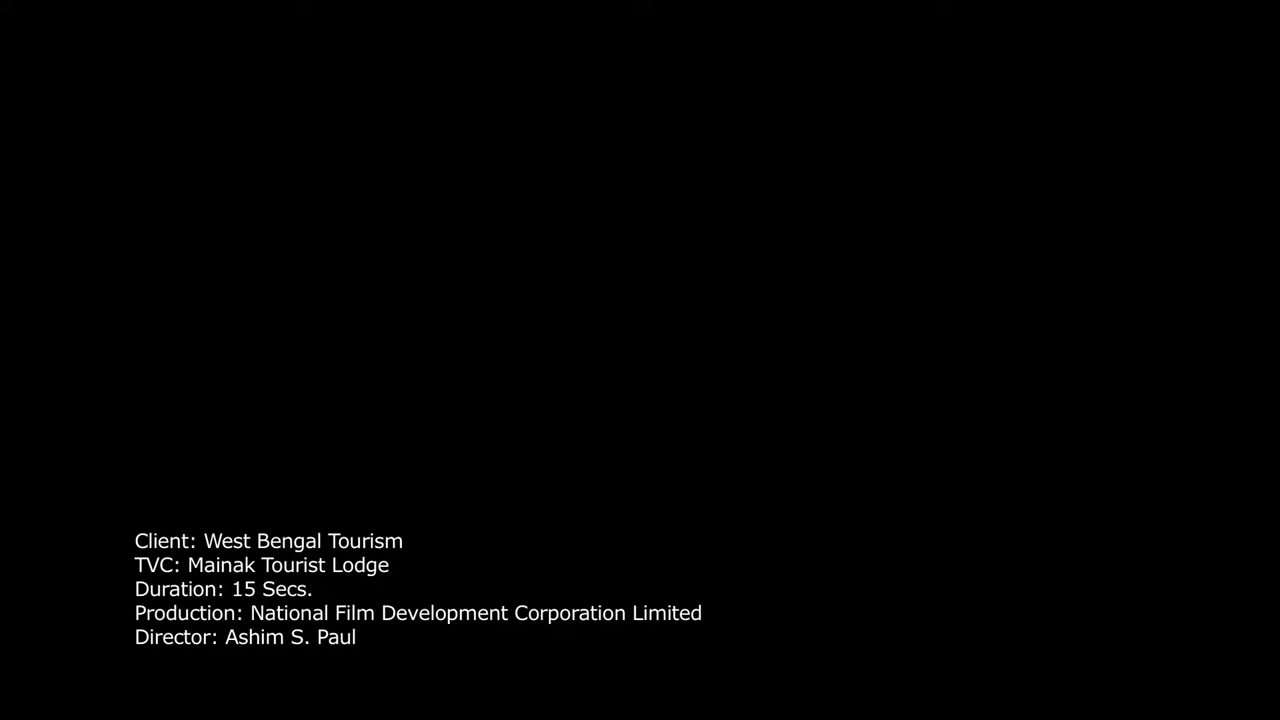 Client: West Bengal Tourism
TVC: Mainak Tourist Lodge
Duration: 15 Secs.
Production: National Film Development Corporation Limited
Director: Ashim S. Paul